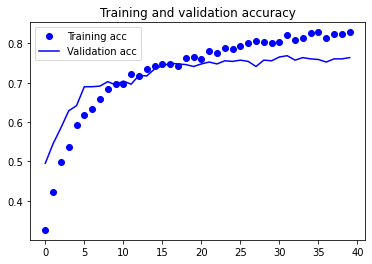 Training and validation accuracy
Training acc
Validation acc
0.8
0.7
0.6
0.5
0.4
0 5 10 15 20 25 30 35 40